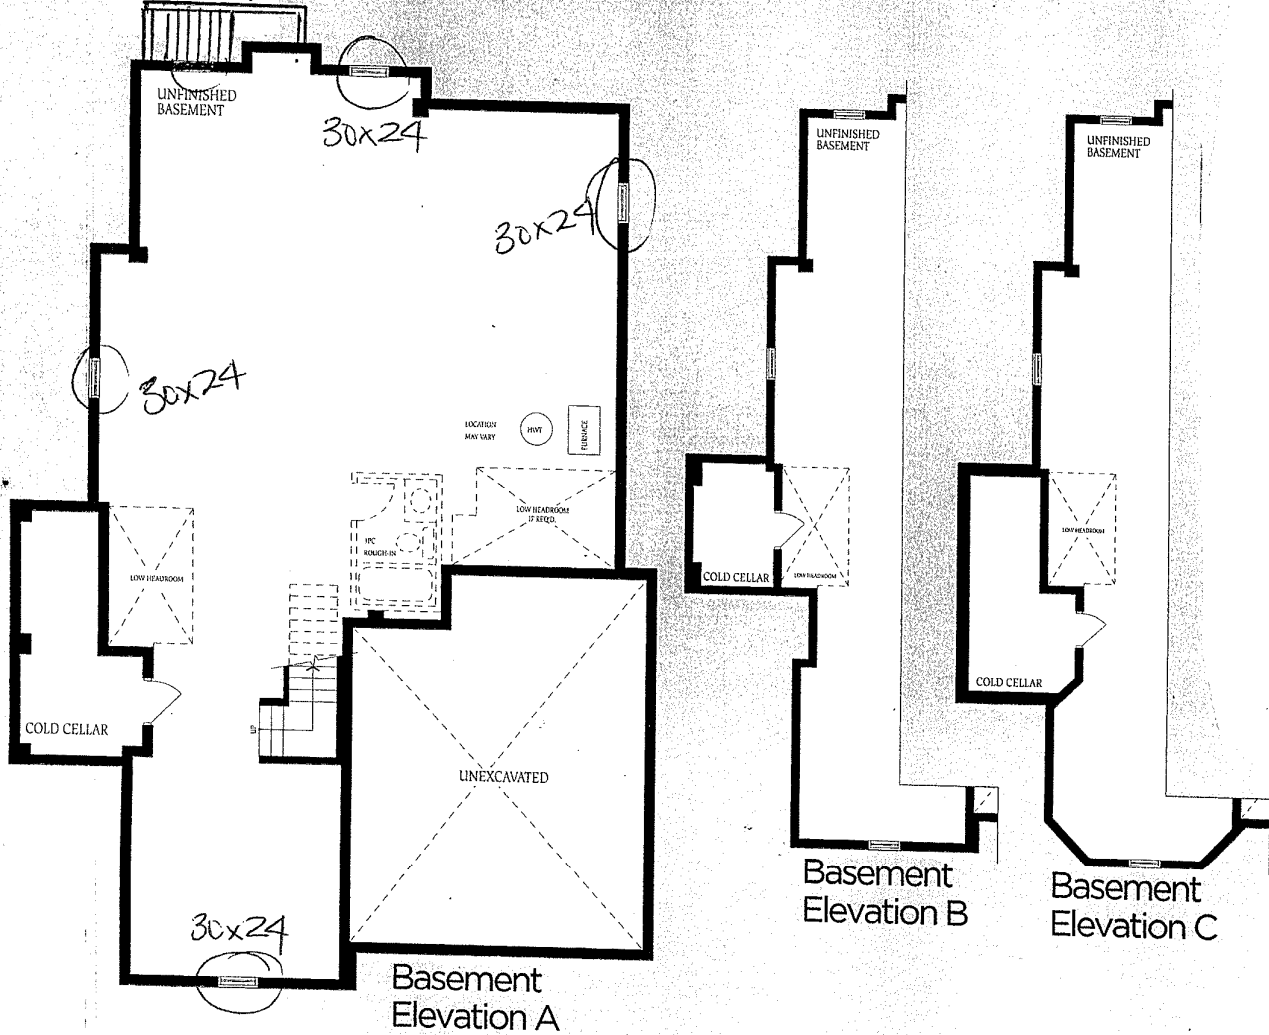 UNFINISHED
BASEMENT
30x24
30x24
30x24
LOCATION
MAY VARY
HWT
FURNACE
LOW HEADROOM
IF REQ'D.
3PC
ROUGH-IN
LOW HEADROOM
UP
COLD CELLAR
UNEXCAVATED
30x24
Basement
Elevation A
UNFINISHED
BASEMENT
COLD CELLAR
LOW HEADROOM
Basement
Elevation B
UNFINISHED
BASEMENT
LOW HEADROOM
COLD CELLAR
Basement
Elevation C